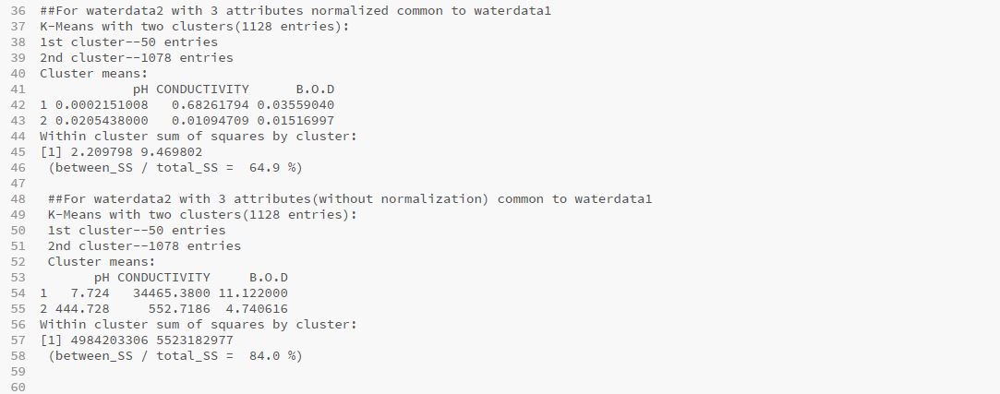 36 ##For waterdata2 with 3 attributes normalized common to waterdata1
37 K-Means with two clusters(1128 entries):
38 1st cluster--50 entries
39 2nd cluster--1078 entries
40 Cluster means:
41             pH CONDUCTIVITY      B.O.D
42 1 0.0002151008   0.68261794 0.03559040
43 2 0.0205438000   0.01094709 0.01516997
44 Within cluster sum of squares by cluster:
45 [1] 2.209798 9.469802
46  (between_SS / total_SS =  64.9 %)
47
48  ##For waterdata2 with 3 attributes(without normalization) common to waterdata1
49  K-Means with two clusters(1128 entries):
50  1st cluster--50 entries
51  2nd cluster--1078 entries
52  Cluster means:
53        pH CONDUCTIVITY     B.O.D
54 1   7.724   34465.3800 11.122000
55 2 444.728     552.7186  4.740616
56 Within cluster sum of squares by cluster:
57 [1] 4984203306 5523182977
58  (between_SS / total_SS =  84.0 %)
59
60